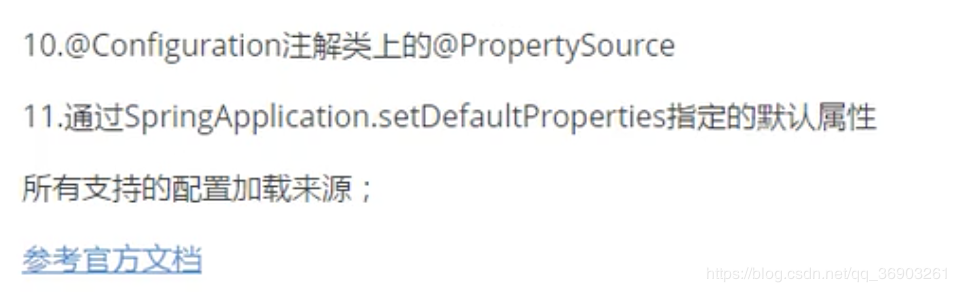 10.@Configuration注解类上的@PropertySource
11.通过SpringApplication.setDefaultProperties指定的默认属性
所有支持的配置加载来源；
参考官方文档
https://blog.csdn.net/qq_36903261